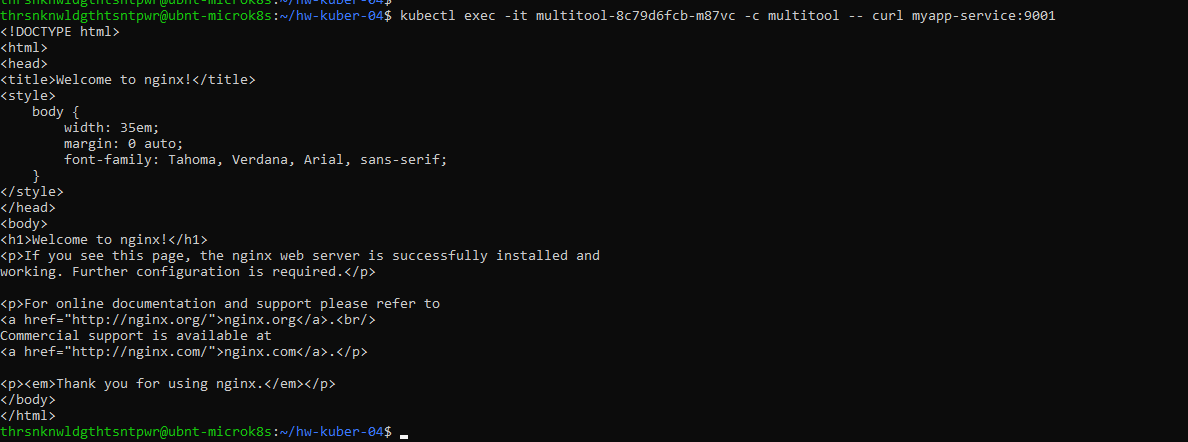 thrsnknwldgthtsntpwr@ubnt-microk8s:~/hw-kuber-04$
thrsnknwldgthtsntpwr@ubnt-microk8s:~/hw-kuber-04$ kubectl exec -it multitool-8c79d6fcb-m87vc -c multitool -- curl myapp-service:9001
<!DOCTYPE html>
<html>
<head>
<title>Welcome to nginx!</title>
<style>
    body {
        width: 35em;
        margin: 0 auto;
        font-family: Tahoma, Verdana, Arial, sans-serif;
    }
</style>
</head>
<body>
<h1>Welcome to nginx!</h1>
<p>If you see this page, the nginx web server is successfully installed and
working. Further configuration is required.</p>

<p>For online documentation and support please refer to
<a href="http://nginx.org/">nginx.org</a>.<br/>
Commercial support is available at
<a href="http://nginx.com/">nginx.com</a>.</p>

<p><em>Thank you for using nginx.</em></p>
</body>
</html>
thrsnknwldgthtsntpwr@ubnt-microk8s:~/hw-kuber-04$